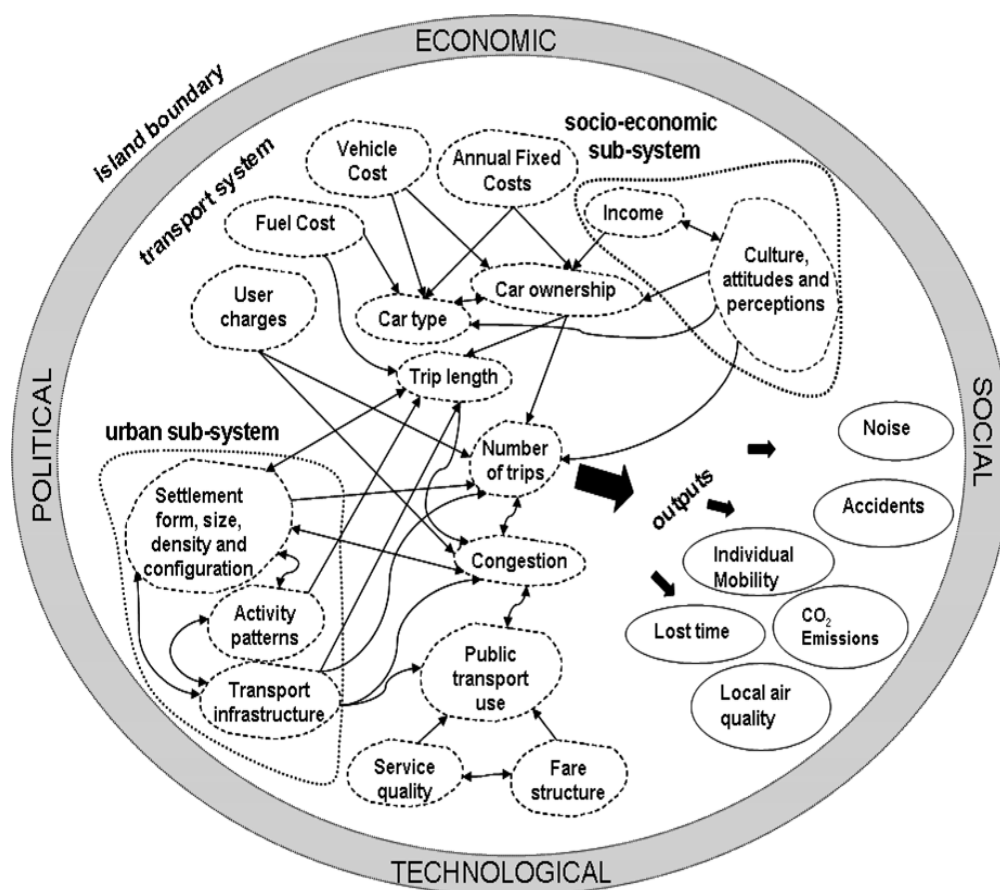 ECONOMIC
island boundary
transport system
socio-economic
sub-system
Vehicle
Cost
Annual Fixed
Costs
Income
Fuel Cost
Culture,
attitudes and
perceptions
User
charges
Car ownership
Car type
Trip length
POLITICAL
SOCIAL
urban sub-system
Number
of trips
Noise
outputs
Settlement
form, size,
density and
configuration
Accidents
Congestion
Individual
Mobility
Activity
patterns
Lost time
CO₂
Emissions
Public
transport
use
Transport
infrastructure
Local air
quality
Service
quality
Fare
structure
TECHNOLOGICAL